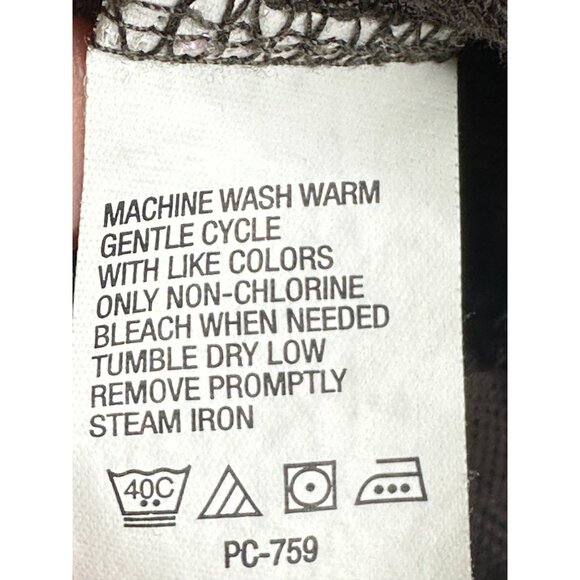 MACHINE WASH WARM
GENTLE CYCLE
WITH LIKE COLORS
ONLY NON-CHLORINE
BLEACH WHEN NEEDED
TUMBLE DRY LOW
REMOVE PROMPTLY
STEAM IRON
40C
PC-759